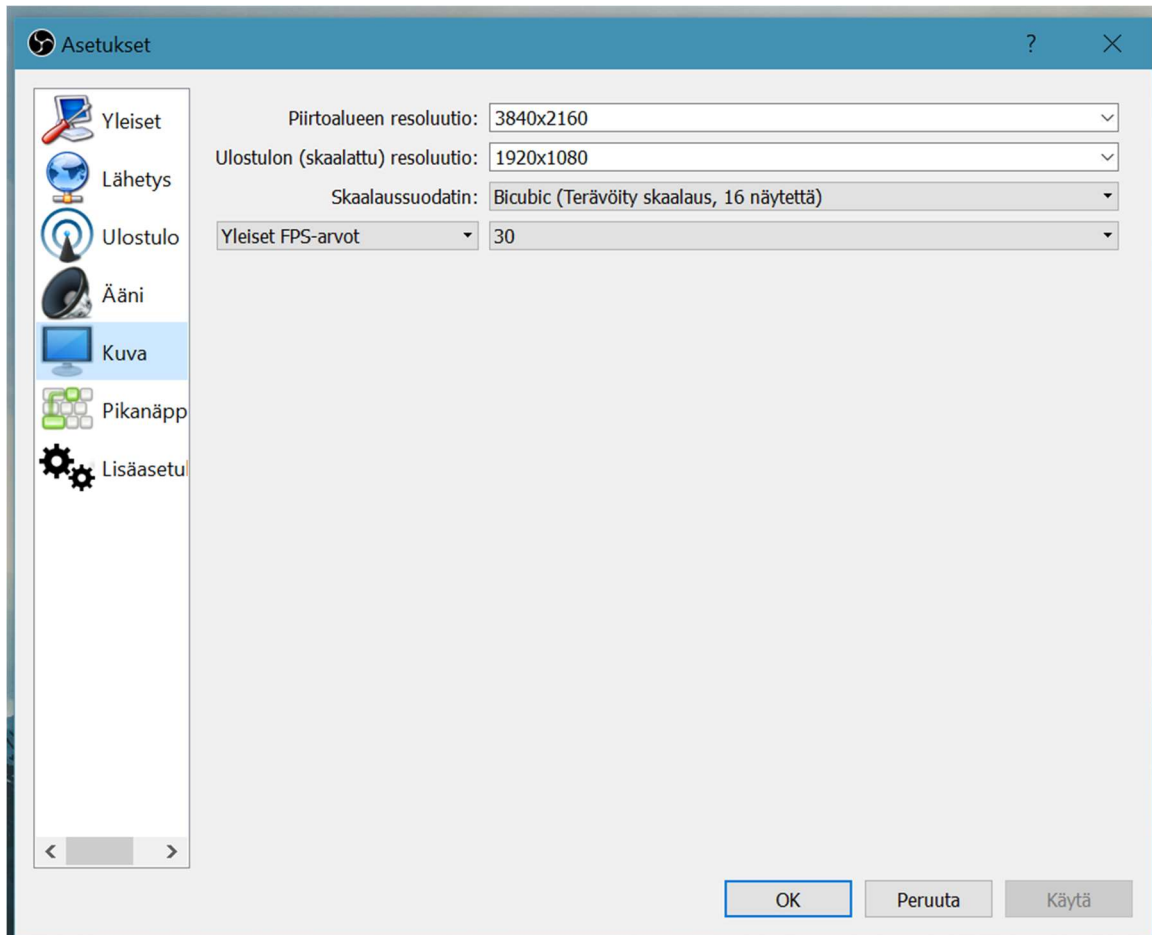 Asetukset
Yleiset
Lähetys
Ulostulo
Ääni
Kuva
Pikanäpp
Lisäasetul
Piirtoalueen resoluutio: 3840x2160
Ulostulon (skaalattu) resoluutio: 1920x1080
Skaalaussuodatin: Bicubic (Terävöity skaalaus, 16 näytettä)
Yleiset FPS-arvot 30
OK Peruuta Käytä